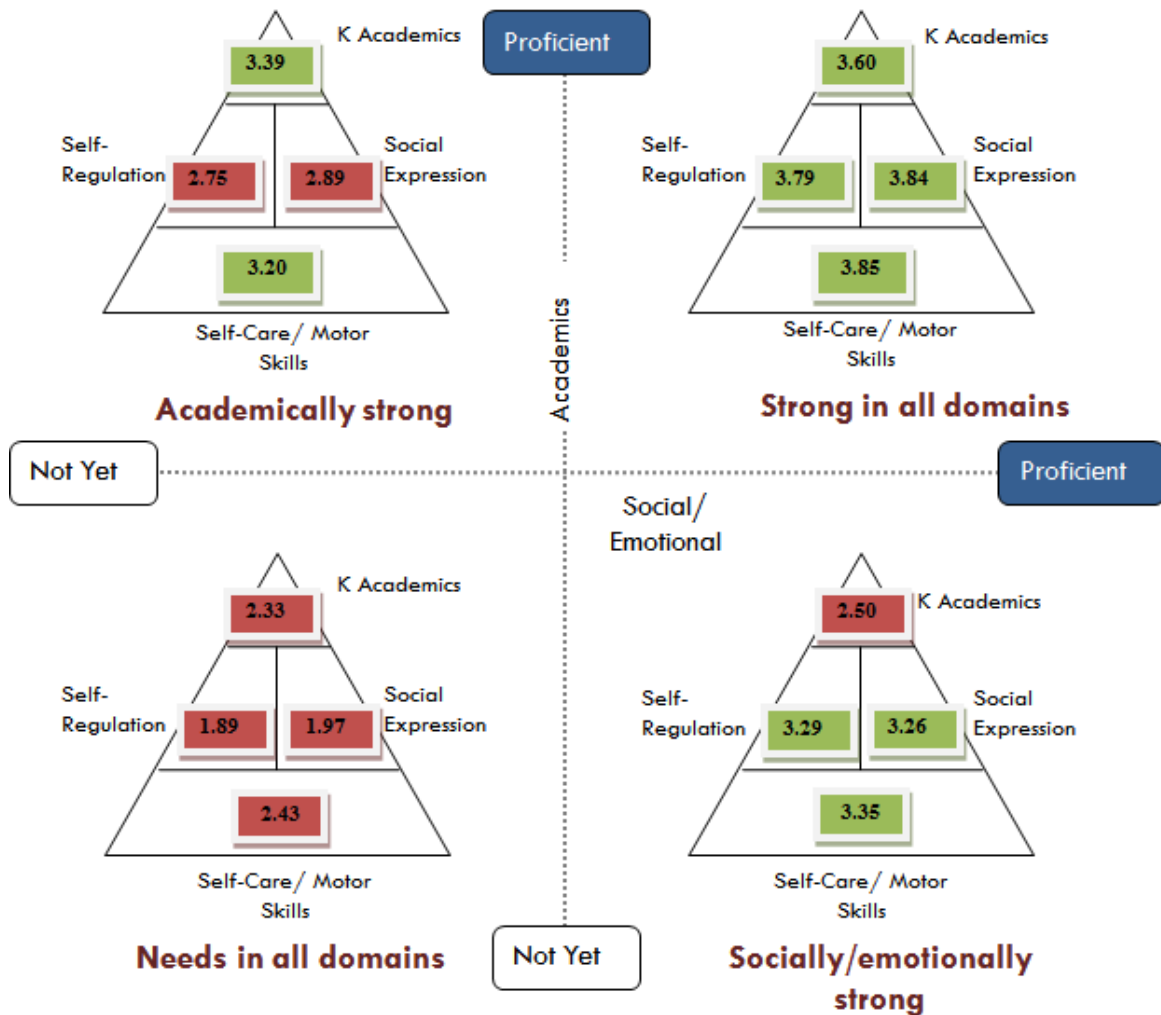 K Academics
Proficient
K Academics
3.39
3.60
Self-
Regulation
Social
Expression
Self-
Regulation
Social
Expression
2.75
2.89
3.79
3.84
3.20
3.85
Self-Care/ Motor
Skills
Academics
Self-Care/ Motor
Skills
Academically strong
Strong in all domains
Not Yet
Proficient
Social/
Emotional
K Academics
2.33
2.50
K Academics
Self-
Regulation
Social
Expression
Self-
Regulation
Social
Expression
1.89
1.97
3.29
3.26
2.43
3.35
Self-Care/ Motor
Skills
Self-Care/ Motor
Skills
Needs in all domains
Not Yet
Socially/emotionally
strong